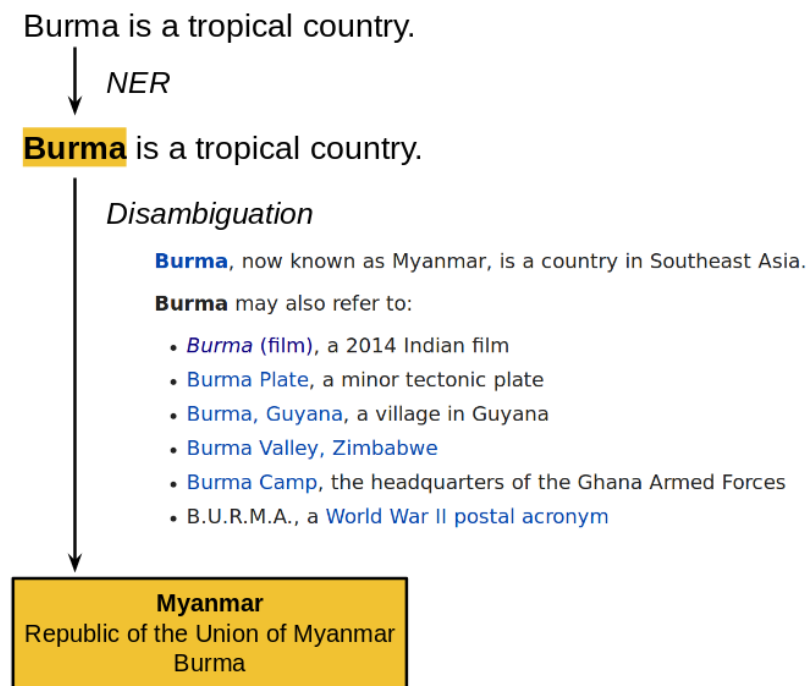 Burma is a tropical country.
NER
Burma is a tropical country.
Disambiguation
Burma, now known as Myanmar, is a country in Southeast Asia.
Burma may also refer to:
• Burma (film), a 2014 Indian film
• Burma Plate, a minor tectonic plate
• Burma, Guyana, a village in Guyana
• Burma Valley, Zimbabwe
• Burma Camp, the headquarters of the Ghana Armed Forces
• B.U.R.M.A., a World War II postal acronym
Myanmar
Republic of the Union of Myanmar
Burma